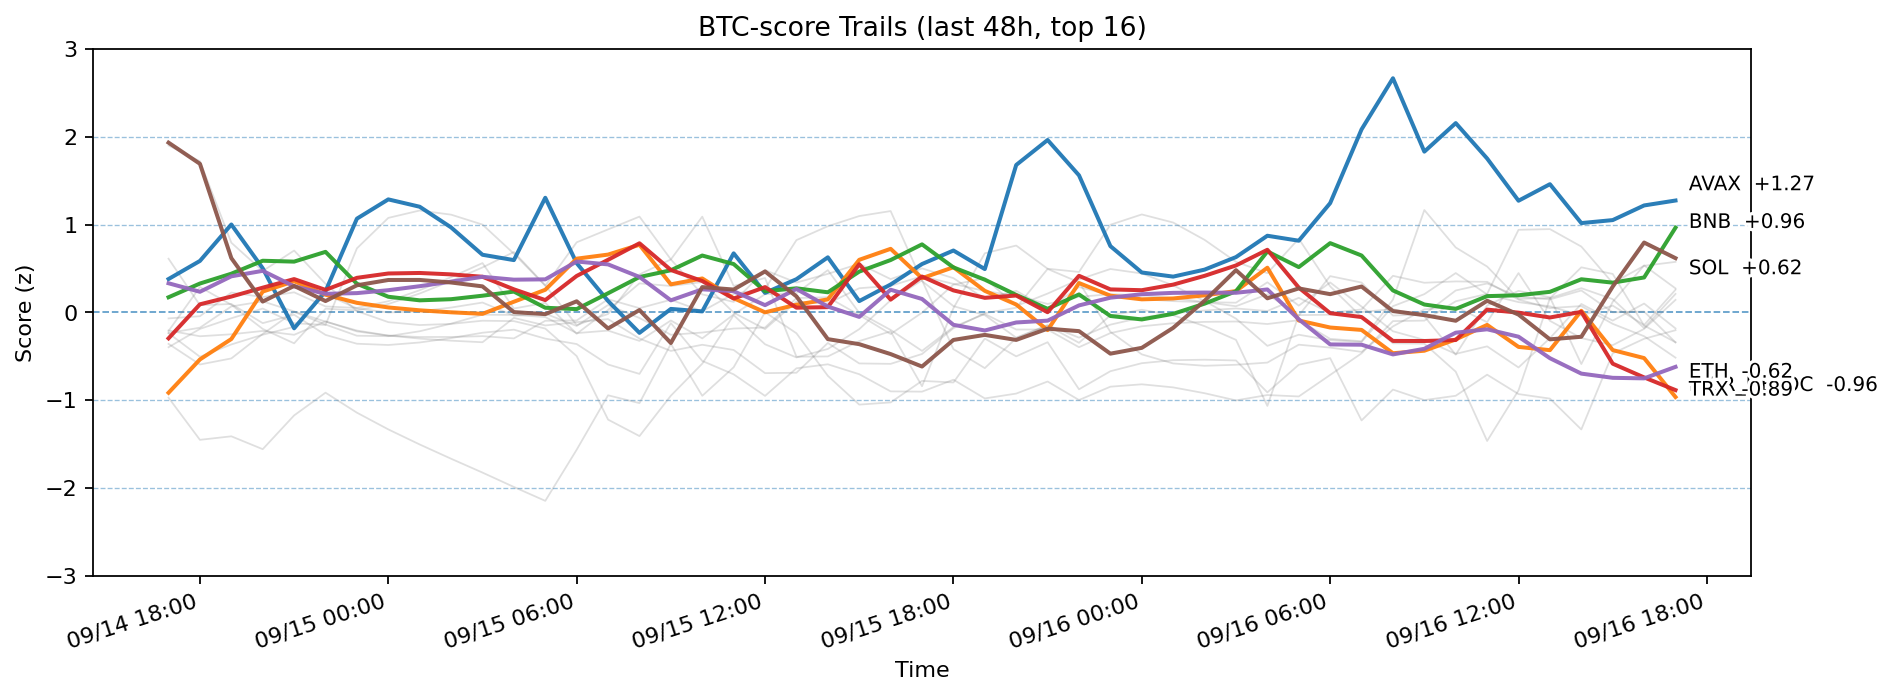 BTC-score Trails (last 48h, top 16)
3
2
1
0
−1
−2
−3
Score (z)
AVAX +1.27
BNB +0.96
SOL +0.62
ETH -0.62
TRX -0.89
-0.96
09/14 18:00
09/15 00:00
09/15 06:00
09/15 12:00
09/15 18:00
09/16 00:00
09/16 06:00
09/16 12:00
09/16 18:00
Time